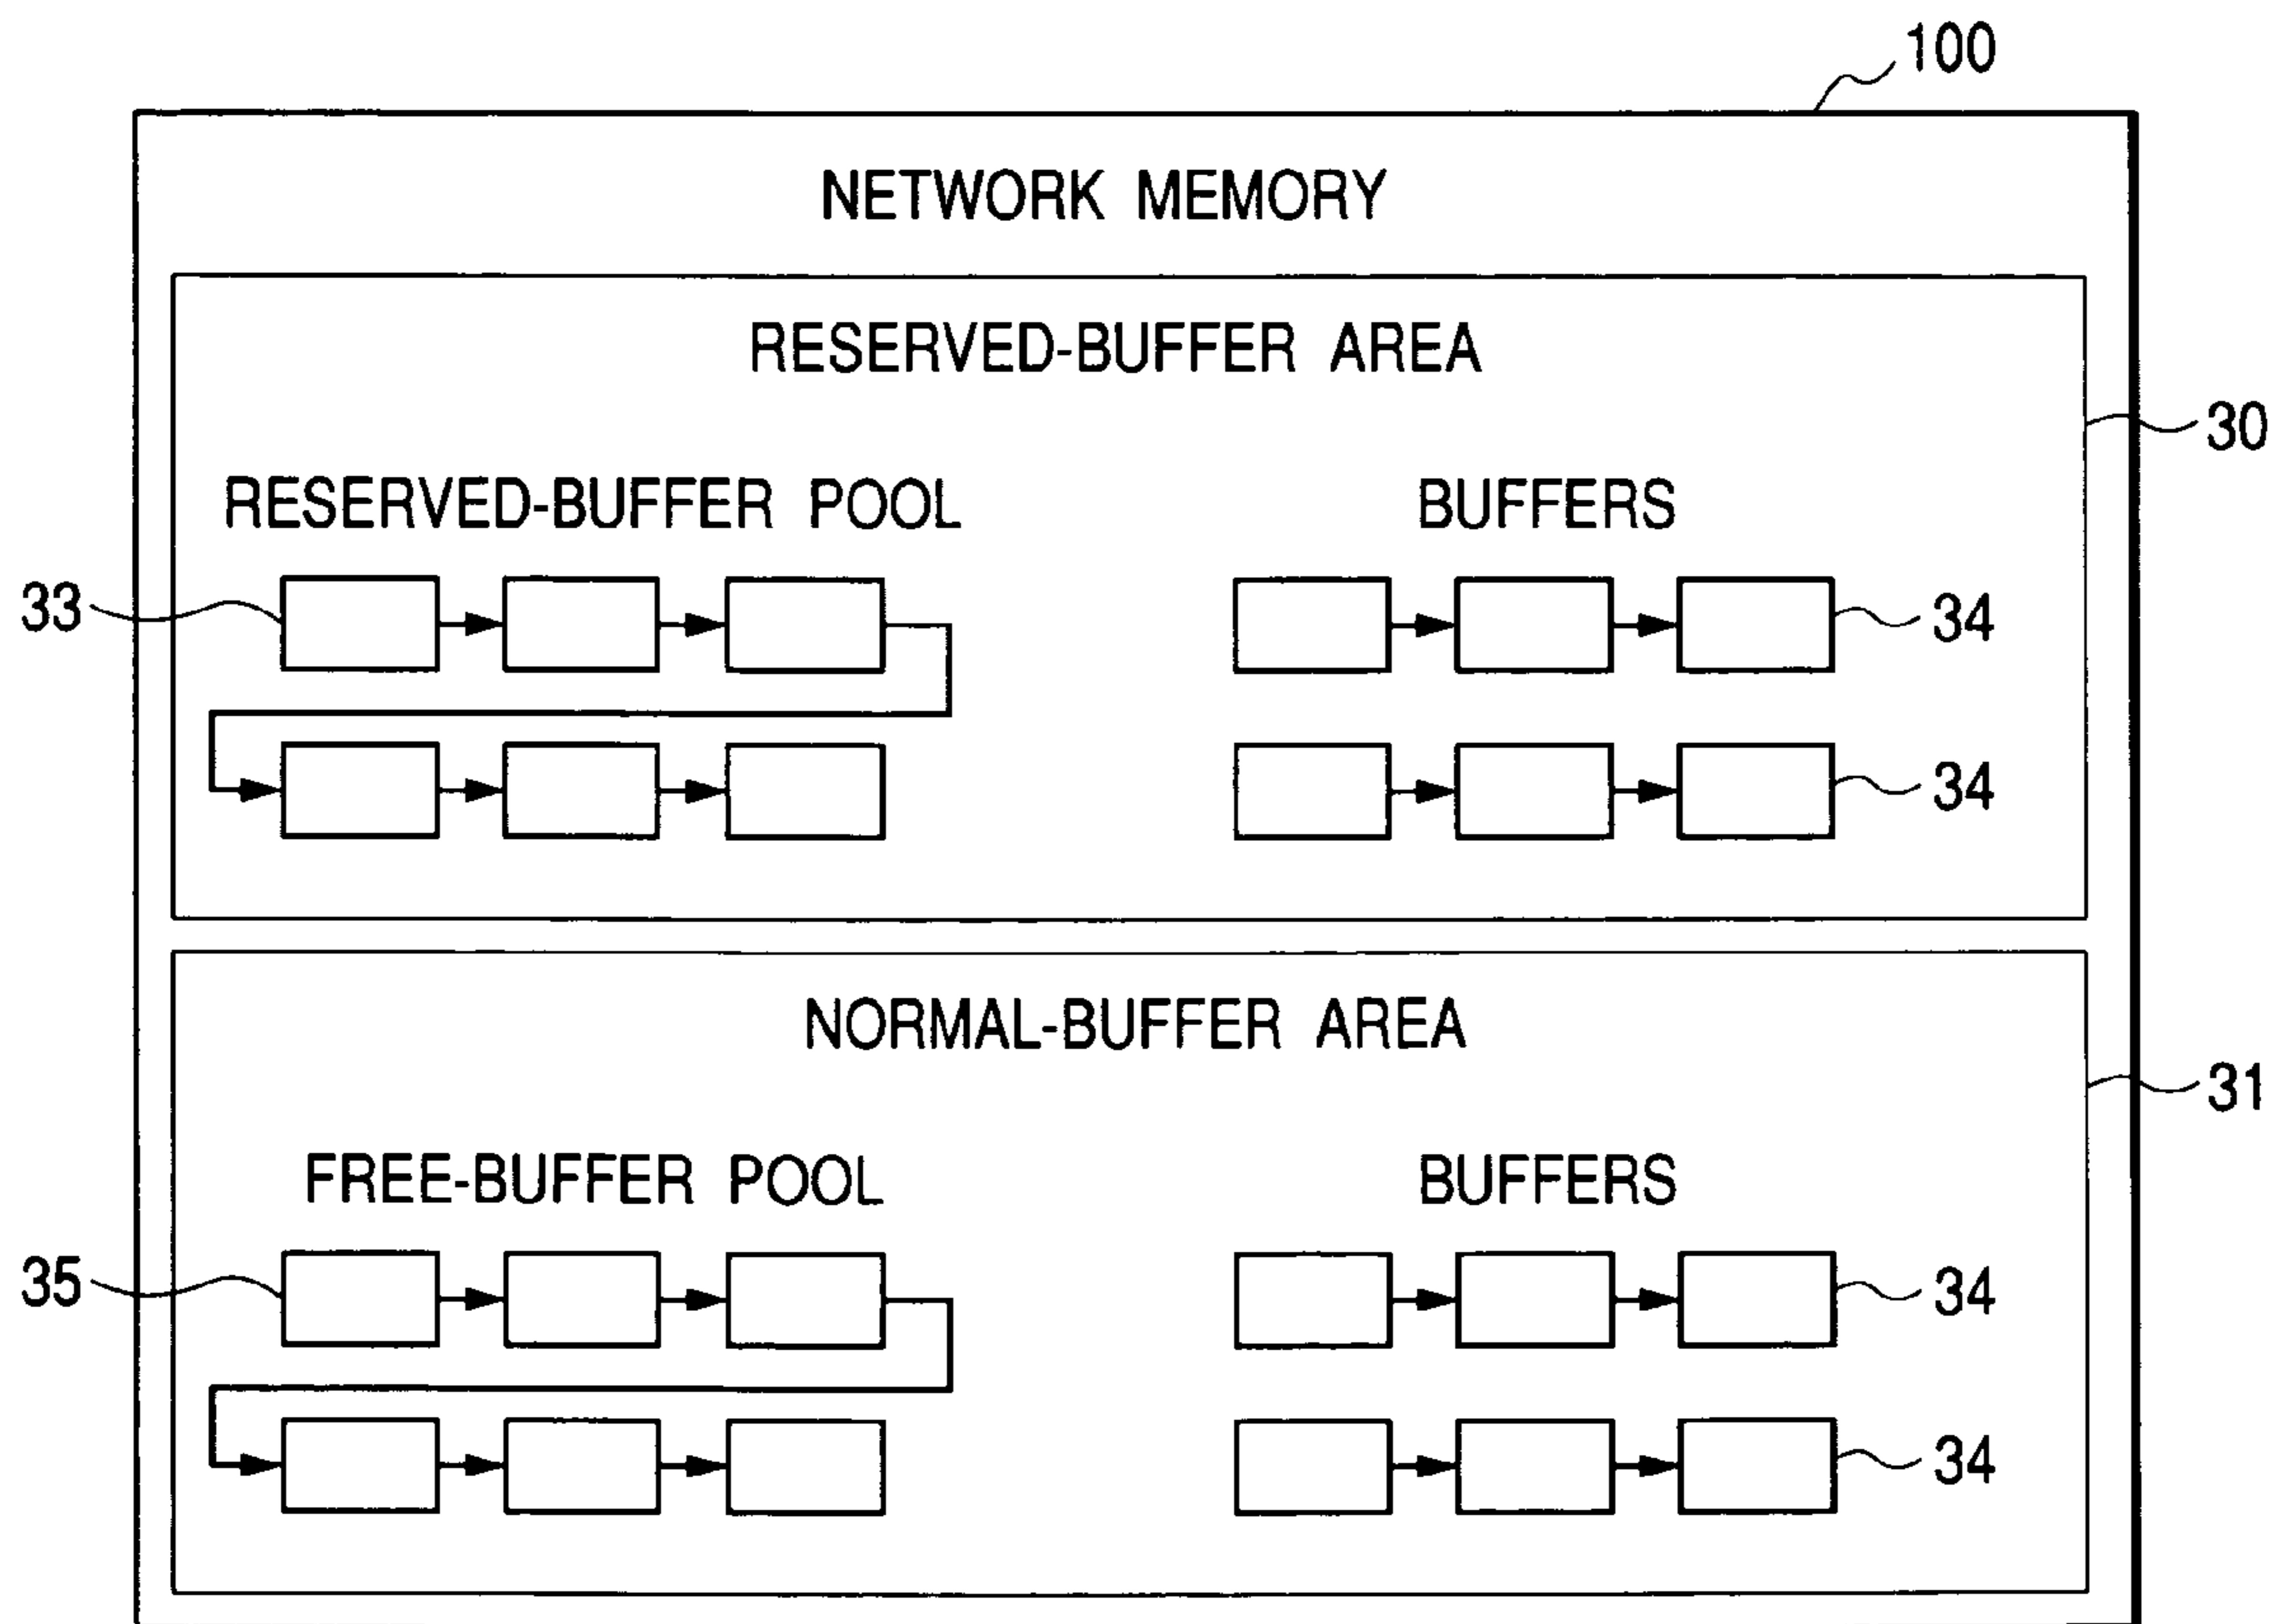 100
NETWORK MEMORY
RESERVED-BUFFER AREA
30
RESERVED-BUFFER POOL
BUFFERS
33
34
34
NORMAL-BUFFER AREA
31
FREE-BUFFER POOL
BUFFERS
35
34
34